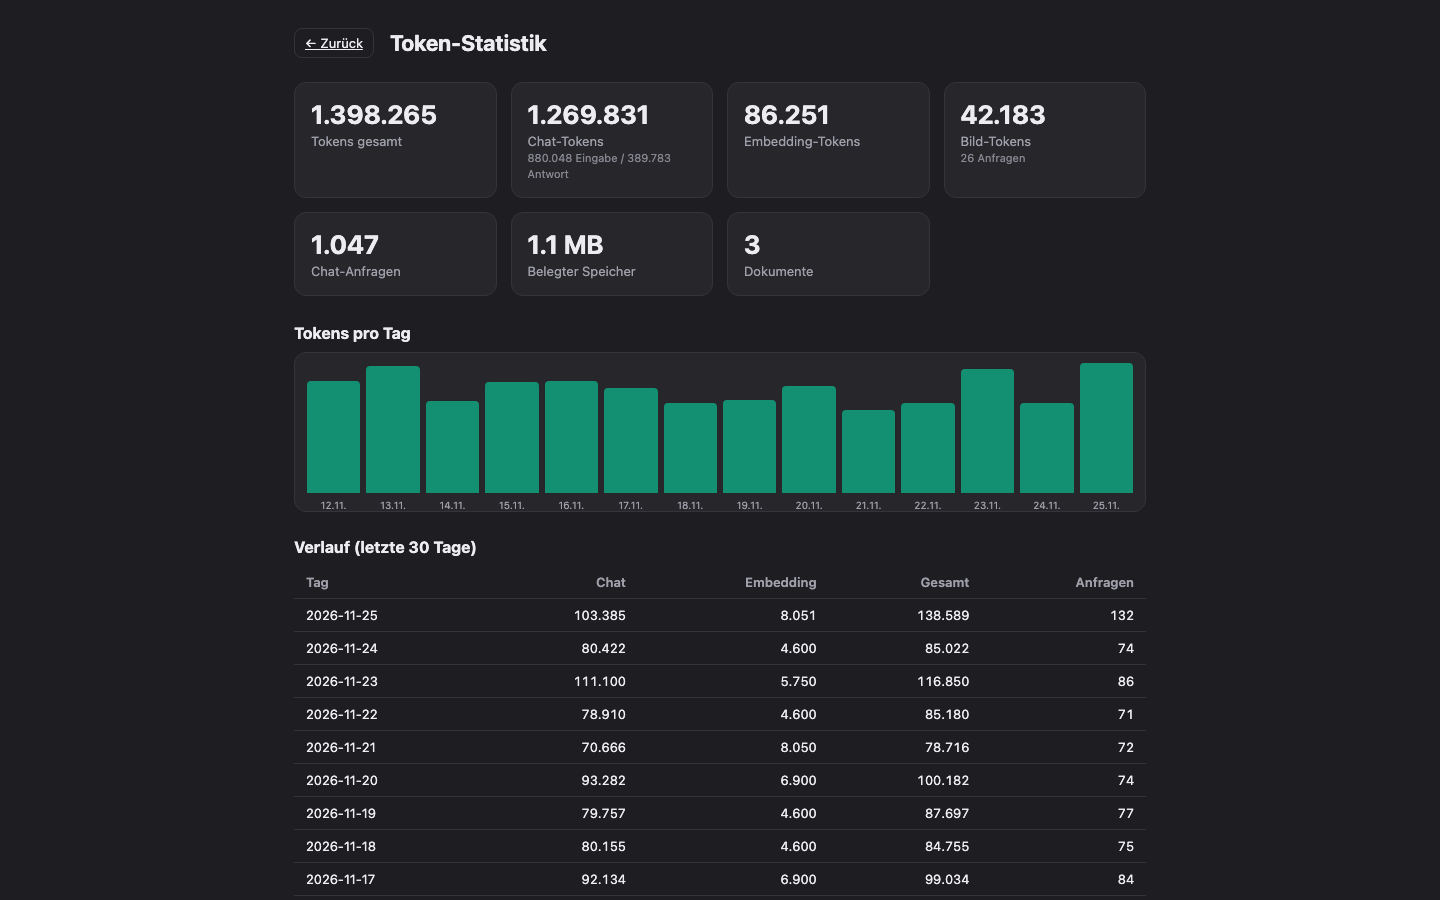 ← Zurück
Token-Statistik
1.398.265
Tokens gesamt
1.269.831
Chat-Tokens
880.048 Eingabe / 389.783
Antwort
86.251
Embedding-Tokens
42.183
Bild-Tokens
26 Anfragen
1.047
Chat-Anfragen
1.1 MB
Belegter Speicher
3
Dokumente
Tokens pro Tag
12.11. 13.11. 14.11. 15.11. 16.11. 17.11. 18.11. 19.11. 20.11. 21.11. 22.11. 23.11. 24.11. 25.11.
Verlauf (letzte 30 Tage)
Tag Chat Embedding Gesamt Anfragen
2026-11-25 103.385 8.051 138.589 132
2026-11-24 80.422 4.600 85.022 74
2026-11-23 111.100 5.750 116.850 86
2026-11-22 78.910 4.600 85.180 71
2026-11-21 70.666 8.050 78.716 72
2026-11-20 93.282 6.900 100.182 74
2026-11-19 79.757 4.600 87.697 77
2026-11-18 80.155 4.600 84.755 75
2026-11-17 92.134 6.900 99.034 84